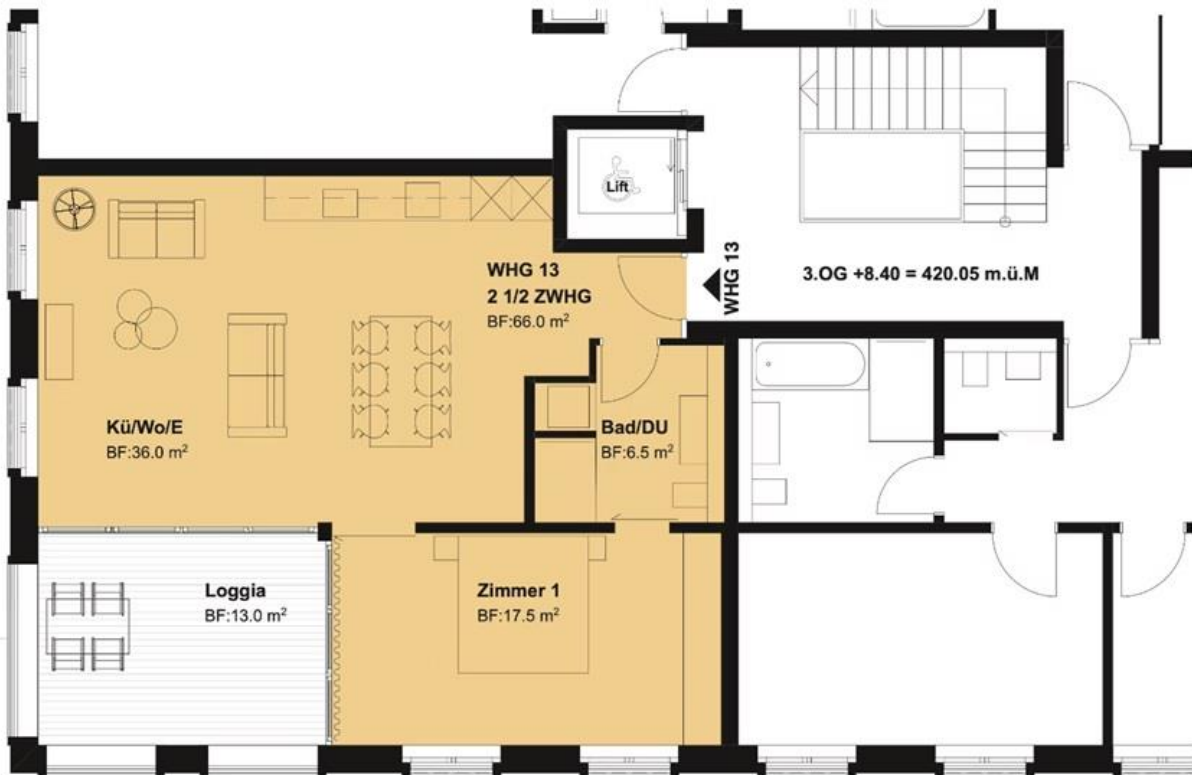 Lift
WHG 13
2 1/2 ZWHG
BF:66.0 m²
WHG 13
3.OG +8.40 = 420.05 m.ü.M
Kü/Wo/E
BF:36.0 m²
Bad/DU
BF:6.5 m²
Loggia
BF:13.0 m²
Zimmer 1
BF:17.5 m²